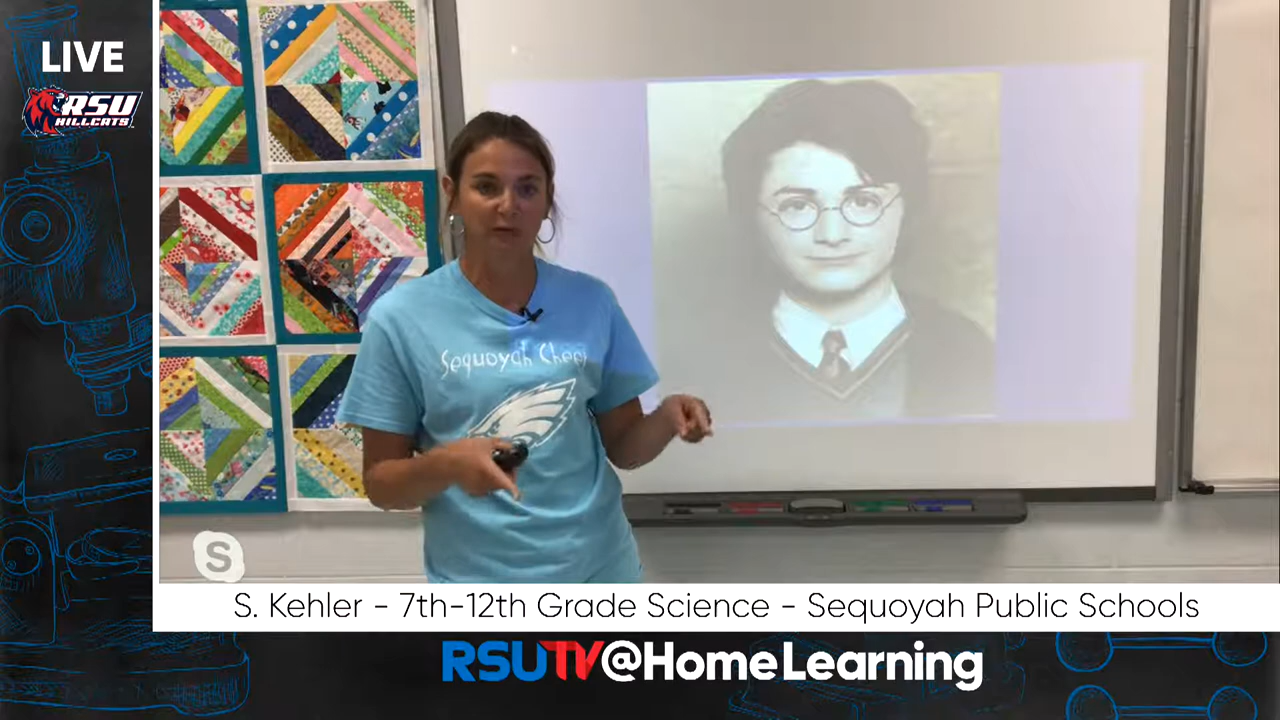 LIVE
RSU
HILLCATS
Sequoyah Cheer
S
S. Kehler - 7th-12th Grade Science - Sequoyah Public Schools
RSUTV@HomeLearning